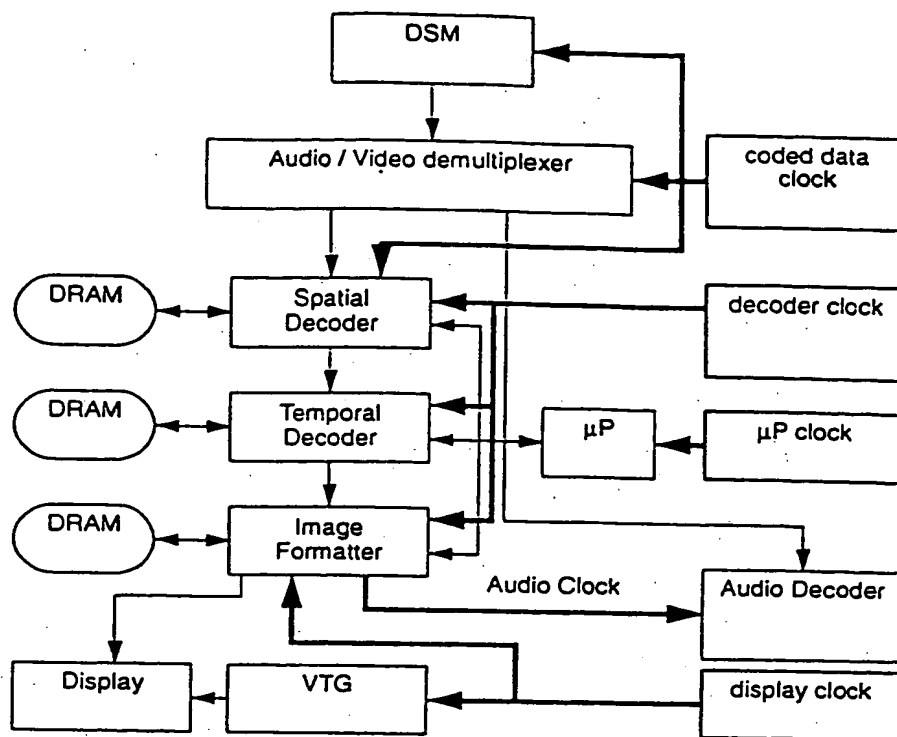 DSM
Audio / Video demultiplexer
coded data
clock
DRAM
Spatial
Decoder
decoder clock
DRAM
Temporal
Decoder
µP
µP clock
DRAM
Image
Formatter
Audio Clock
Audio Decoder
Display
VTG
display clock